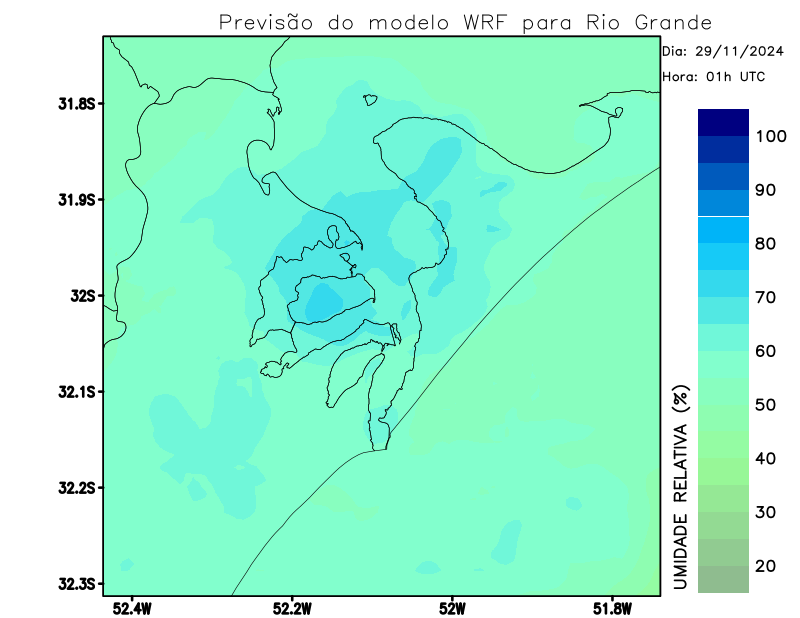 Previsão do modelo WRF para Rio Grande
Dia: 29/11/2024
Hora: 01h UTC
31.8S
31.9S
32S
32.1S
32.2S
32.3S
52.4W
52.2W
52W
51.8W
100
90
80
70
60
50
40
30
20
UMIDADE RELATIVA (%)